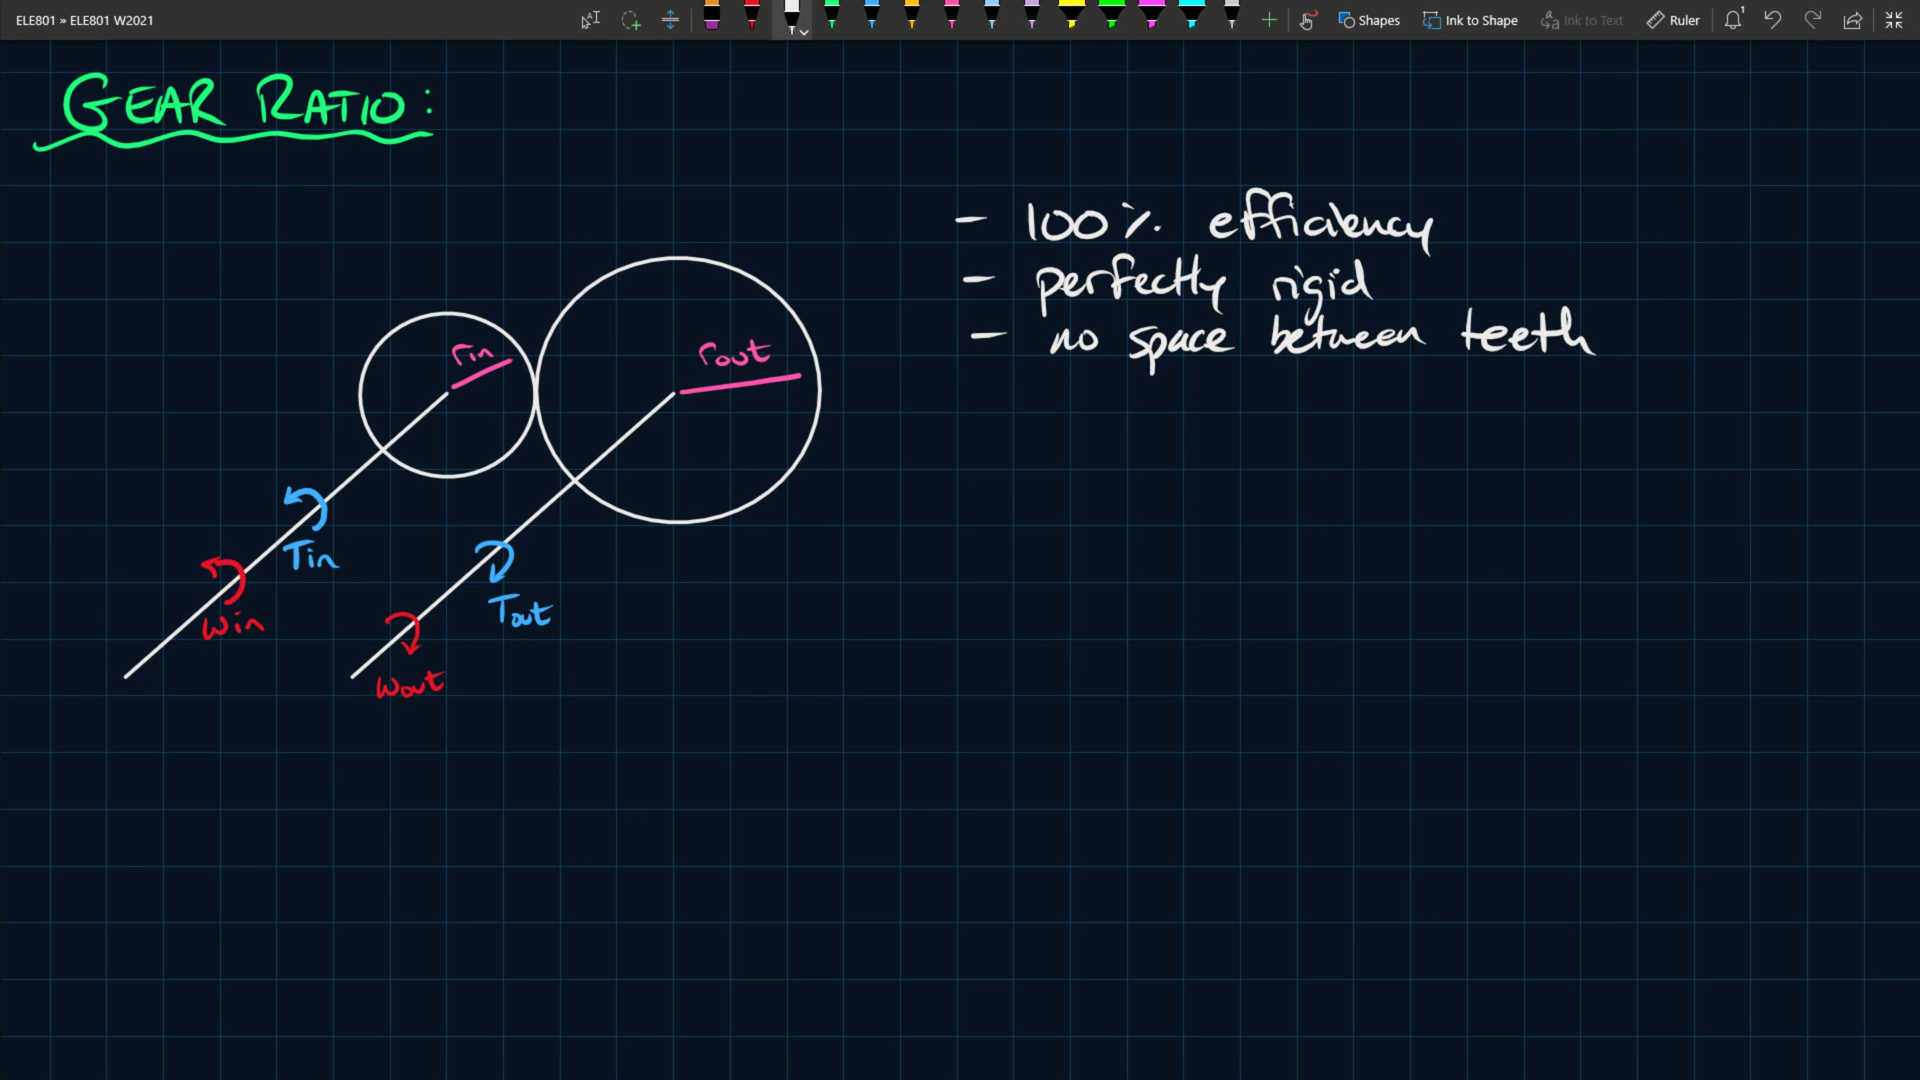 ELE801 » ELE801 W2021
Shapes
Ink to Shape
Ink to Text
Ruler
1
GEAR RATIO:
- 100% efficiency
- perfectly rigid
- no space between teeth
rin
rout
Tin
Win
Tout
Wout